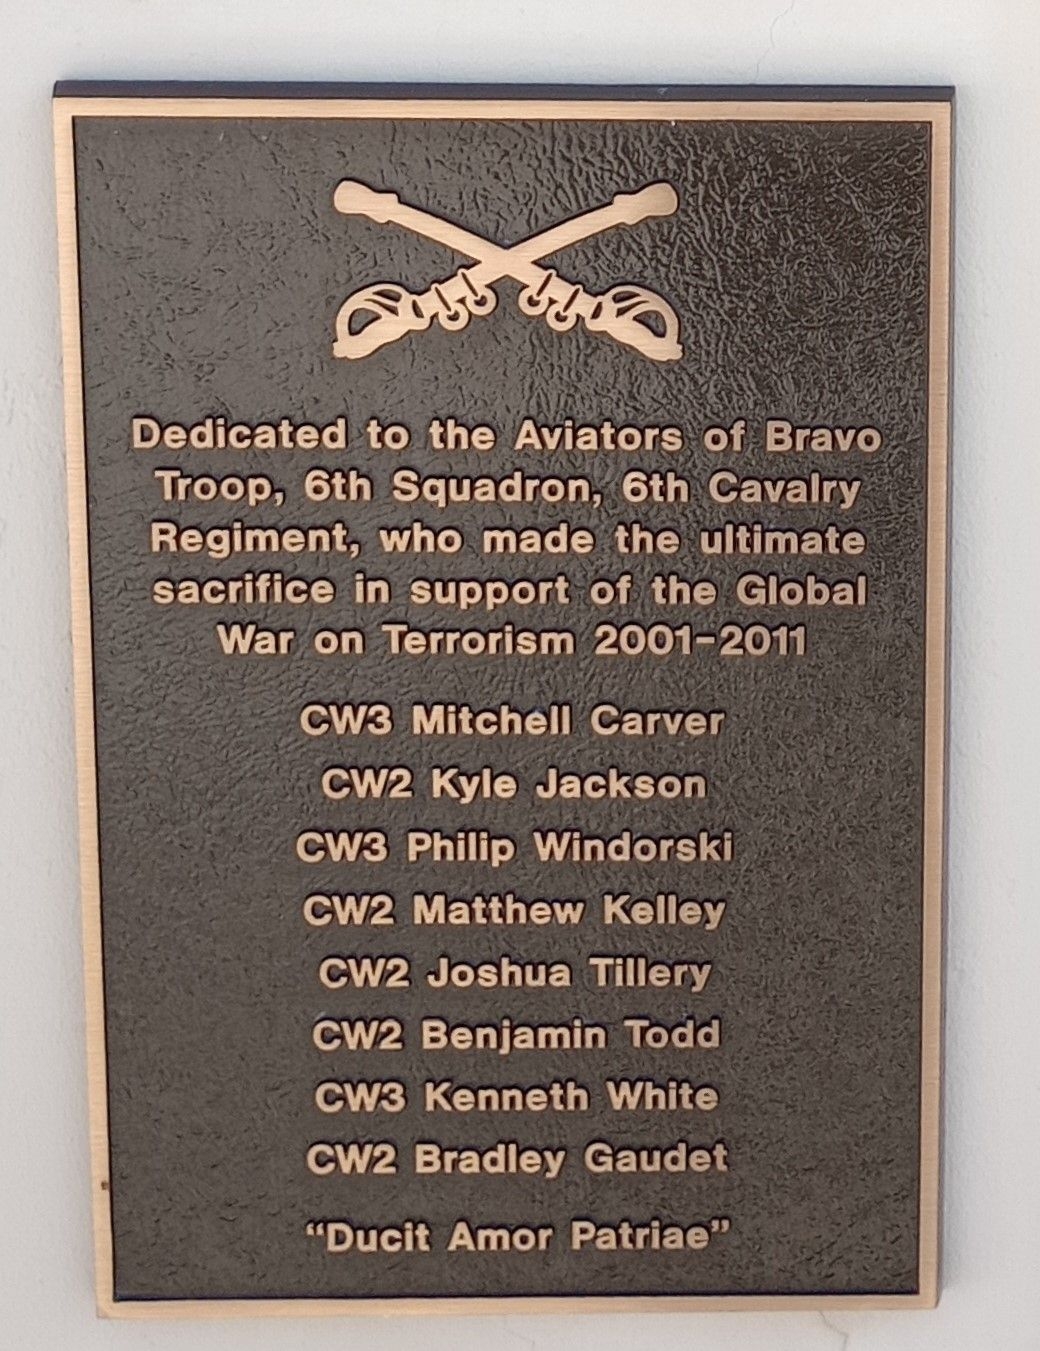 Dedicated to the Aviators of Bravo
Troop, 6th Squadron, 6th Cavalry
Regiment, who made the ultimate
sacrifice in support of the Global
War on Terrorism 2001-2011
CW3 Mitchell Carver
CW2 Kyle Jackson
CW3 Philip Windorski
CW2 Matthew Kelley
CW2 Joshua Tillery
CW2 Benjamin Todd
CW3 Kenneth White
CW2 Bradley Gaudet
“Ducit Amor Patriae”